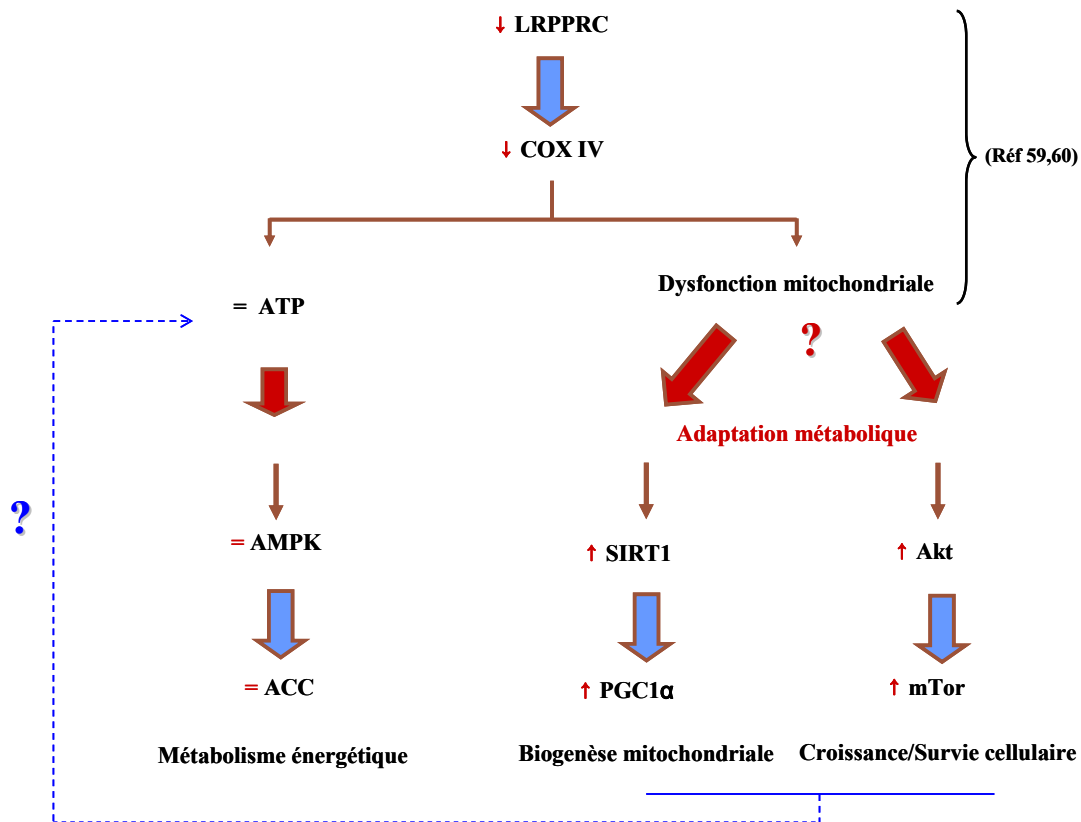 ↓ LRPPRC
↓ COX IV
(Réf 59,60)
= ATP
Dysfonction mitochondriale
?
Adaptation métabolique
?
= AMPK
↑ SIRT1
↑ Akt
= ACC
↑ PGC1α
↑ mTor
Métabolisme énergétique
Biogenèse mitochondriale
Croissance/Survie cellulaire